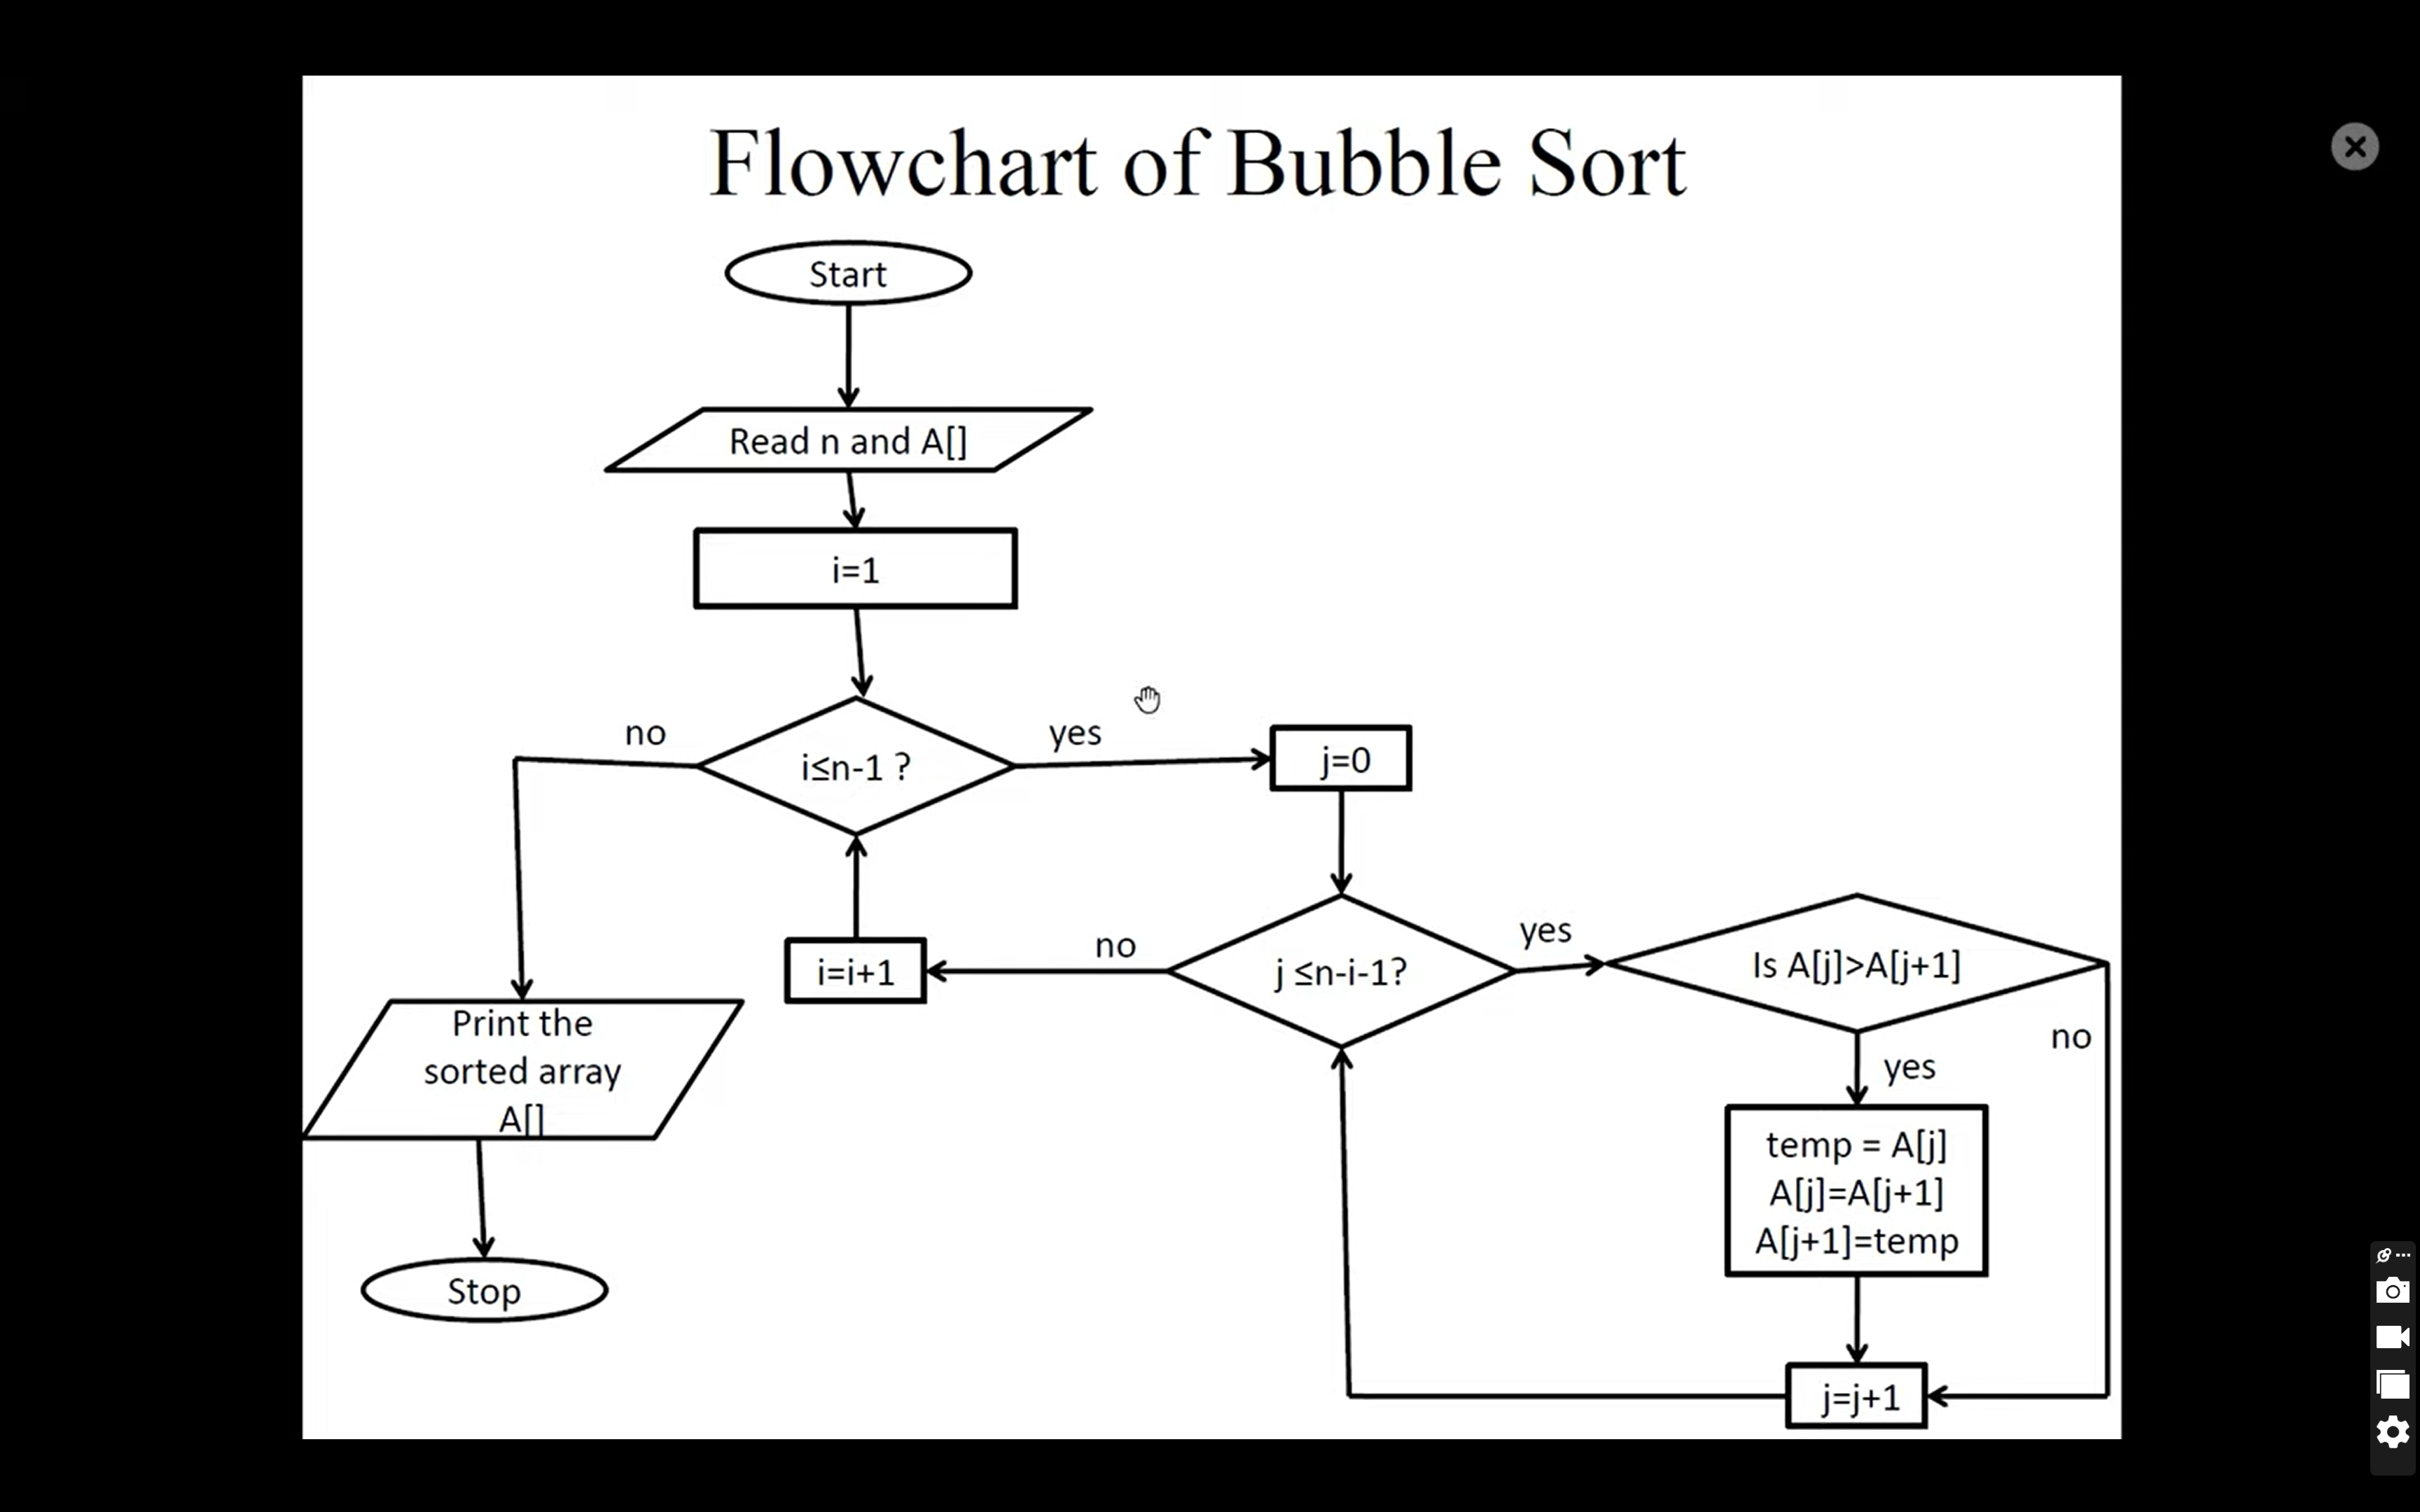 Flowchart of Bubble Sort
Start
Read n and A[]
i=1
no
i≤n-1 ?
yes
j=0
i=i+1
no
j ≤n-i-1?
yes
Is A[j]>A[j+1]
no
yes
temp = A[j]
A[j]=A[j+1]
A[j+1]=temp
j=j+1
Print the
sorted array
A[]
Stop